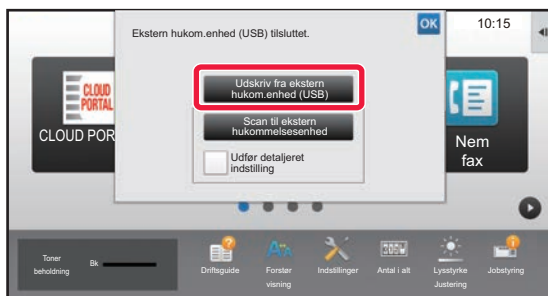 Ekstern hukom.enhed (USB) tilsluttet.
OK
10:15
Udskriv fra ekstern
hukom.enhed (USB)
Scan til ekstern
hukommelsesenhed
Udfør detaljeret
indstilling
CLOUD
PORTAL
CLOUD POR
Nem
fax
Toner
beholdning
Bk
Driftsguide
Forstør
visning
Indstillinger
Antal i alt
Lysstyrke
Justering
Jobstyring